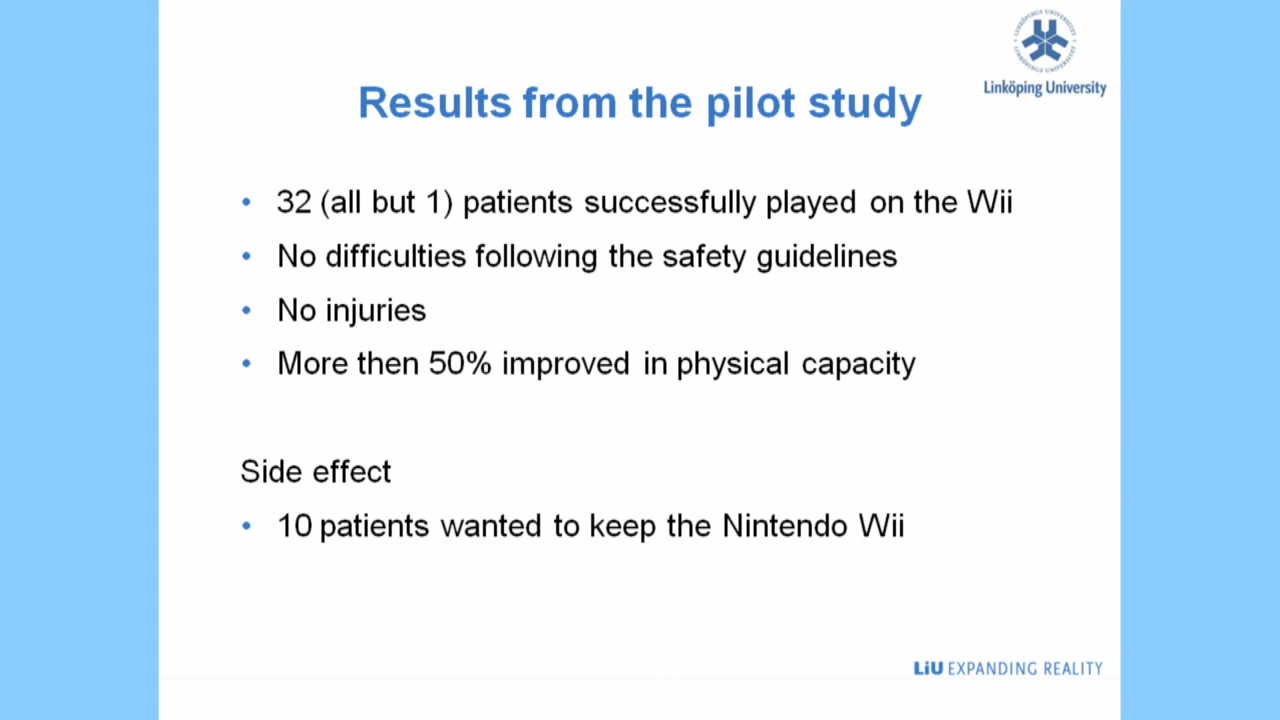 Linköping University
Results from the pilot study
• 32 (all but 1) patients successfully played on the Wii
• No difficulties following the safety guidelines
• No injuries
• More then 50% improved in physical capacity
Side effect
• 10 patients wanted to keep the Nintendo Wii
LiU EXPANDING REALITY